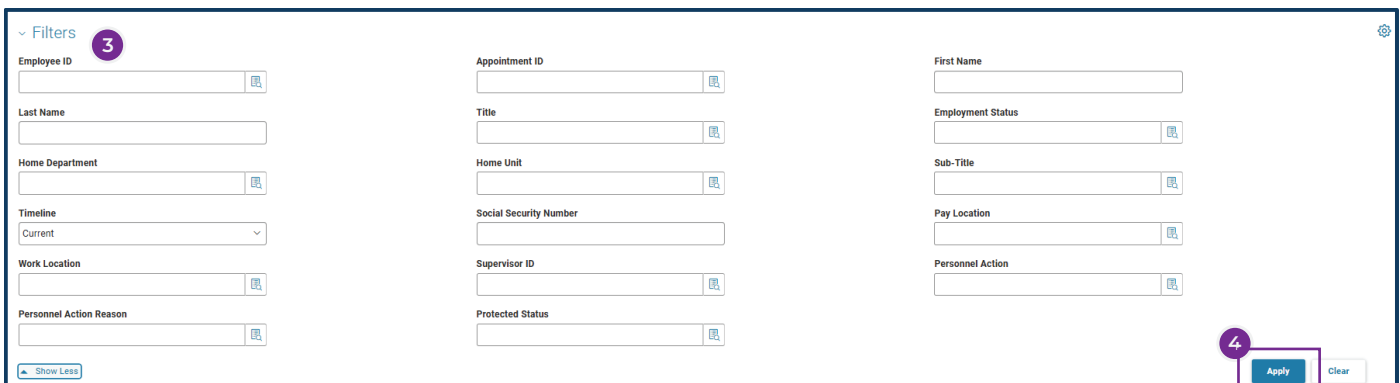 Filters
3
Employee ID Appointment ID First Name
Last Name Title Employment Status
Home Department Home Unit Sub-Title
Timeline Social Security Number Pay Location
Current
Work Location Supervisor ID Personnel Action
Personnel Action Reason Protected Status
4
Show Less Apply Clear